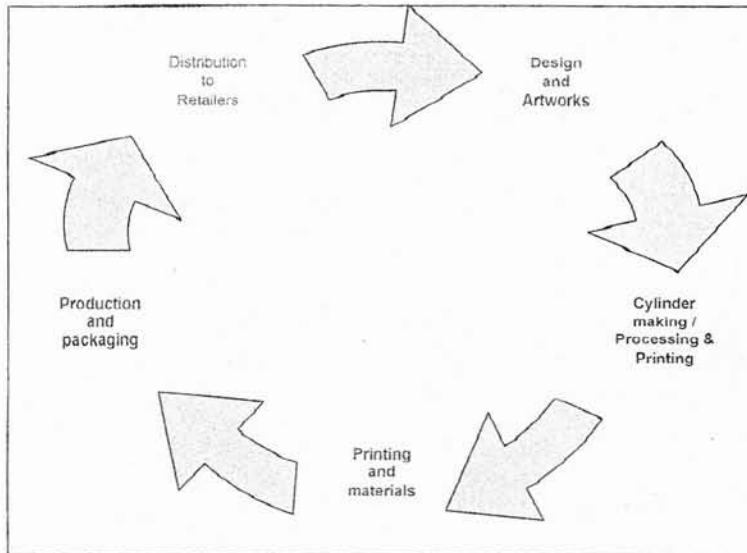 Distribution
to
Retailers
Design
and
Artworks
Cylinder
making /
Processing &
Printing
Printing
and
materials
Production
and
packaging